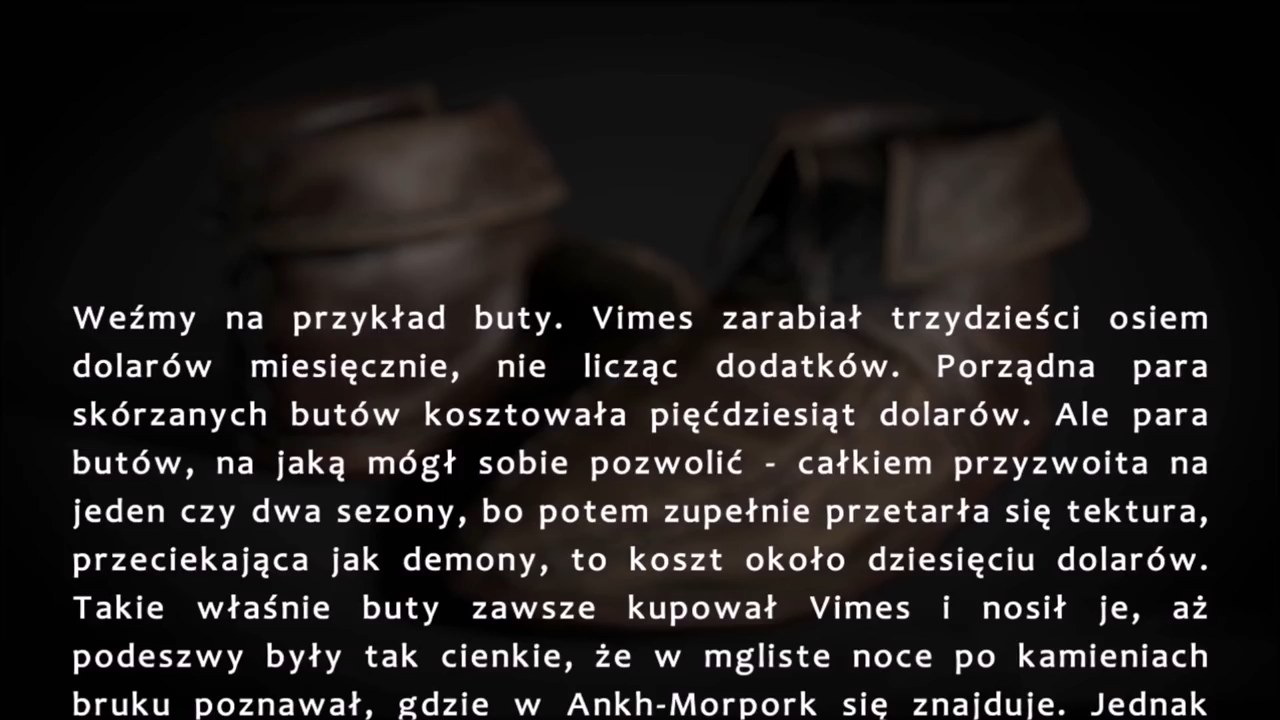 Weźmy na przykład buty. Vimes zarabiał trzydzieści osiem
dolarów miesięcznie, nie licząc dodatków. Porządna para
skórzanych butów kosztowała pięćdziesiąt dolarów. Ale para
butów, na jaką mógł sobie pozwolić - całkiem przyzwoita na
jeden czy dwa sezony, bo potem zupełnie przetarła się tektura,
przeciekająca jak demony, to koszt około dziesięciu dolarów.
Takie właśnie buty zawsze kupował Vimes i nosił je, aż
podeszwy były tak cienkie, że w mgliste noce po kamieniach
bruku poznawał, gdzie w Ankh-Morpork się znajduje. Jednak